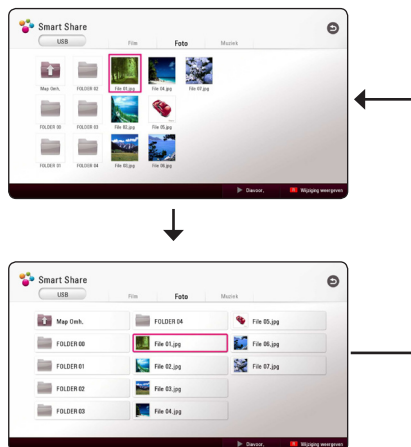 Smart Share
USB
Film Foto Muziek
Map Omh. FOLDER 02 File 01.jpg File 04.jpg File 07.jpg
FOLDER 00 FOLDER 03 File 02.jpg File 05.jpg
FOLDER 01 FOLDER 04 File 03.jpg File 06.jpg
Diavoor. Wijziging weergeven
Smart Share
USB
Film Foto Muziek
Map Omh. FOLDER 04 File 05.jpg
FOLDER 00 File 01.jpg File 06.jpg
FOLDER 01 File 02.jpg File 07.jpg
FOLDER 02 File 03.jpg
FOLDER 03 File 04.jpg
Diavoor. Wijziging weergeven